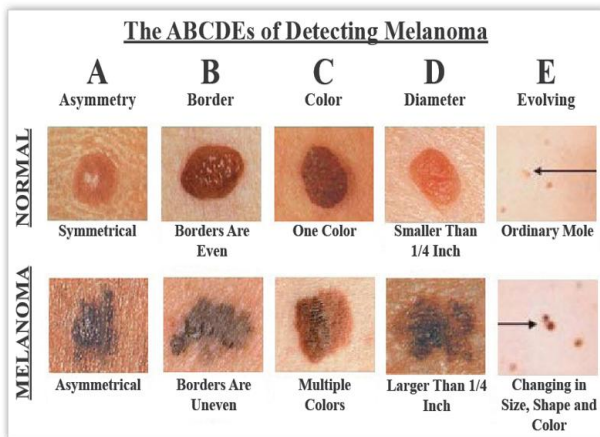 The ABCDEs of Detecting Melanoma
A B C D E
Asymmetry Border Color Diameter Evolving
NORMAL
Symmetrical Borders Are One Color Smaller Than Ordinary Mole
Even 1/4 Inch
MELANOMA
Asymmetrical Borders Are Multiple Larger Than 1/4 Changing in
Uneven Colors Inch Size, Shape and
Color